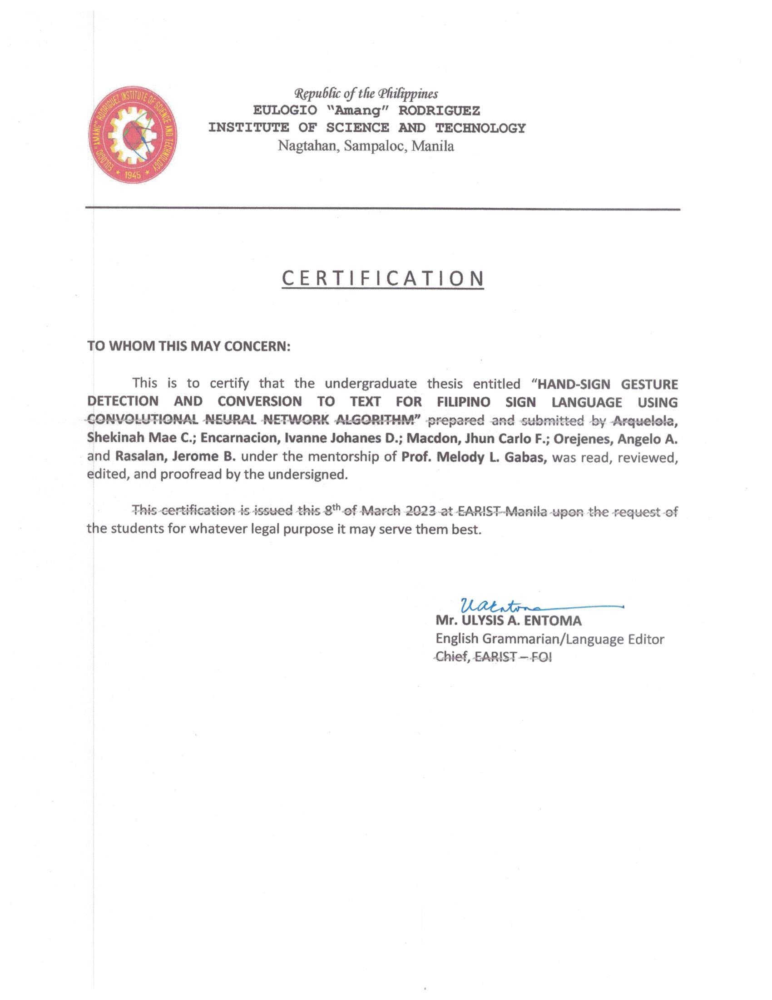 Republic of the Philippines
EULOGIO "Amang" RODRIGUEZ
INSTITUTE OF SCIENCE AND TECHNOLOGY
Nagtahan, Sampaloc, Manila
EULOGIO "AMANG" RODRIGUEZ INSTITUTE OF SCIENCE AND TECHNOLOGY
★ 1945 ★
CERTIFICATION
TO WHOM THIS MAY CONCERN:
This is to certify that the undergraduate thesis entitled “HAND-SIGN GESTURE
DETECTION AND CONVERSION TO TEXT FOR FILIPINO SIGN LANGUAGE USING
CONVOLUTIONAL NEURAL NETWORK ALGORITHM” prepared and submitted by Arquelola,
Shekinah Mae C.; Encarnacion, Ivanne Johanes D.; Macdon, Jhun Carlo F.; Orejenes, Angelo A.
and Rasalan, Jerome B. under the mentorship of Prof. Melody L. Gabas, was read, reviewed,
edited, and proofread by the undersigned.
This certification is issued this 8th of March 2023 at EARIST-Manila upon the request of
the students for whatever legal purpose it may serve them best.
UAEntoma
Mr. ULYSIS A. ENTOMA
English Grammarian/Language Editor
Chief, EARIST – FOI